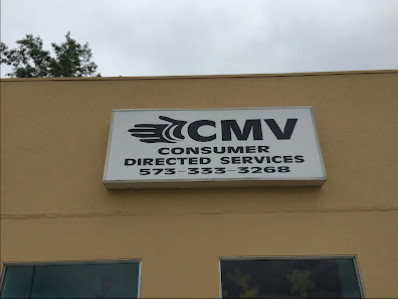 CMV
CONSUMER
DIRECTED SERVICES
573-333-3268